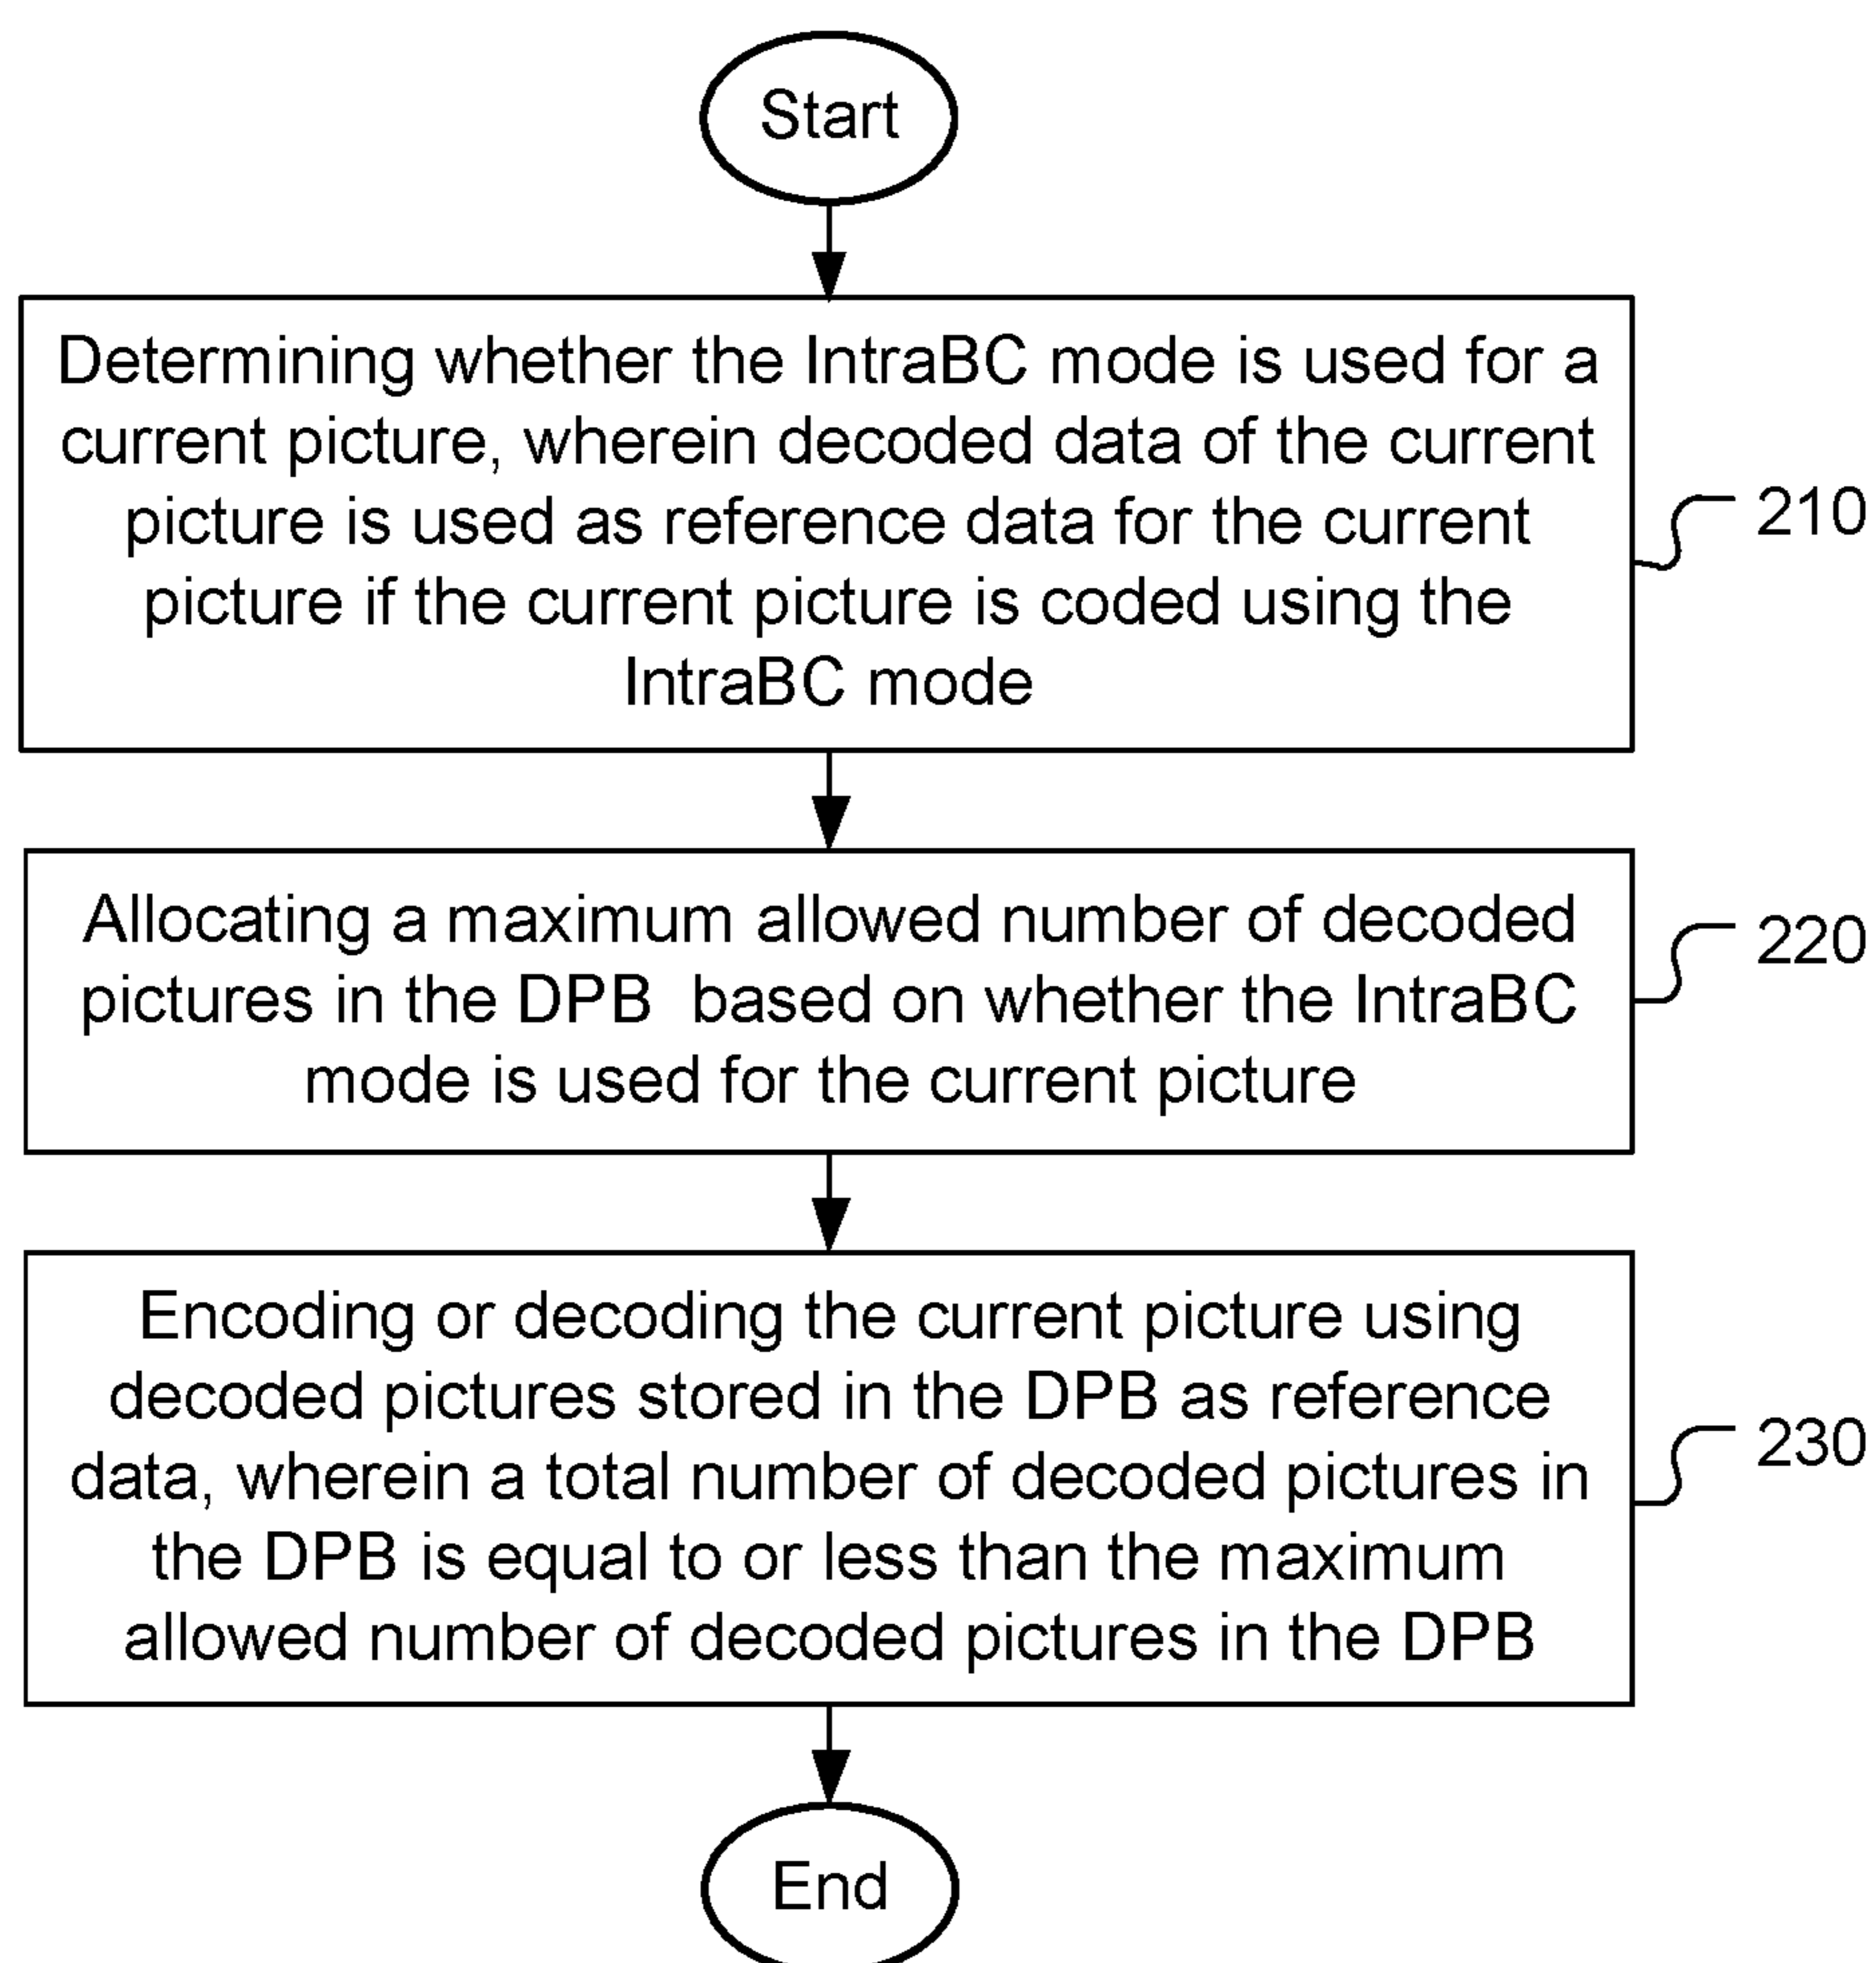 Start
Determining whether the IntraBC mode is used for a
current picture, wherein decoded data of the current
picture is used as reference data for the current
picture if the current picture is coded using the
IntraBC mode
210
Allocating a maximum allowed number of decoded
pictures in the DPB based on whether the IntraBC
mode is used for the current picture
220
Encoding or decoding the current picture using
decoded pictures stored in the DPB as reference
data, wherein a total number of decoded pictures in
the DPB is equal to or less than the maximum
allowed number of decoded pictures in the DPB
230
End